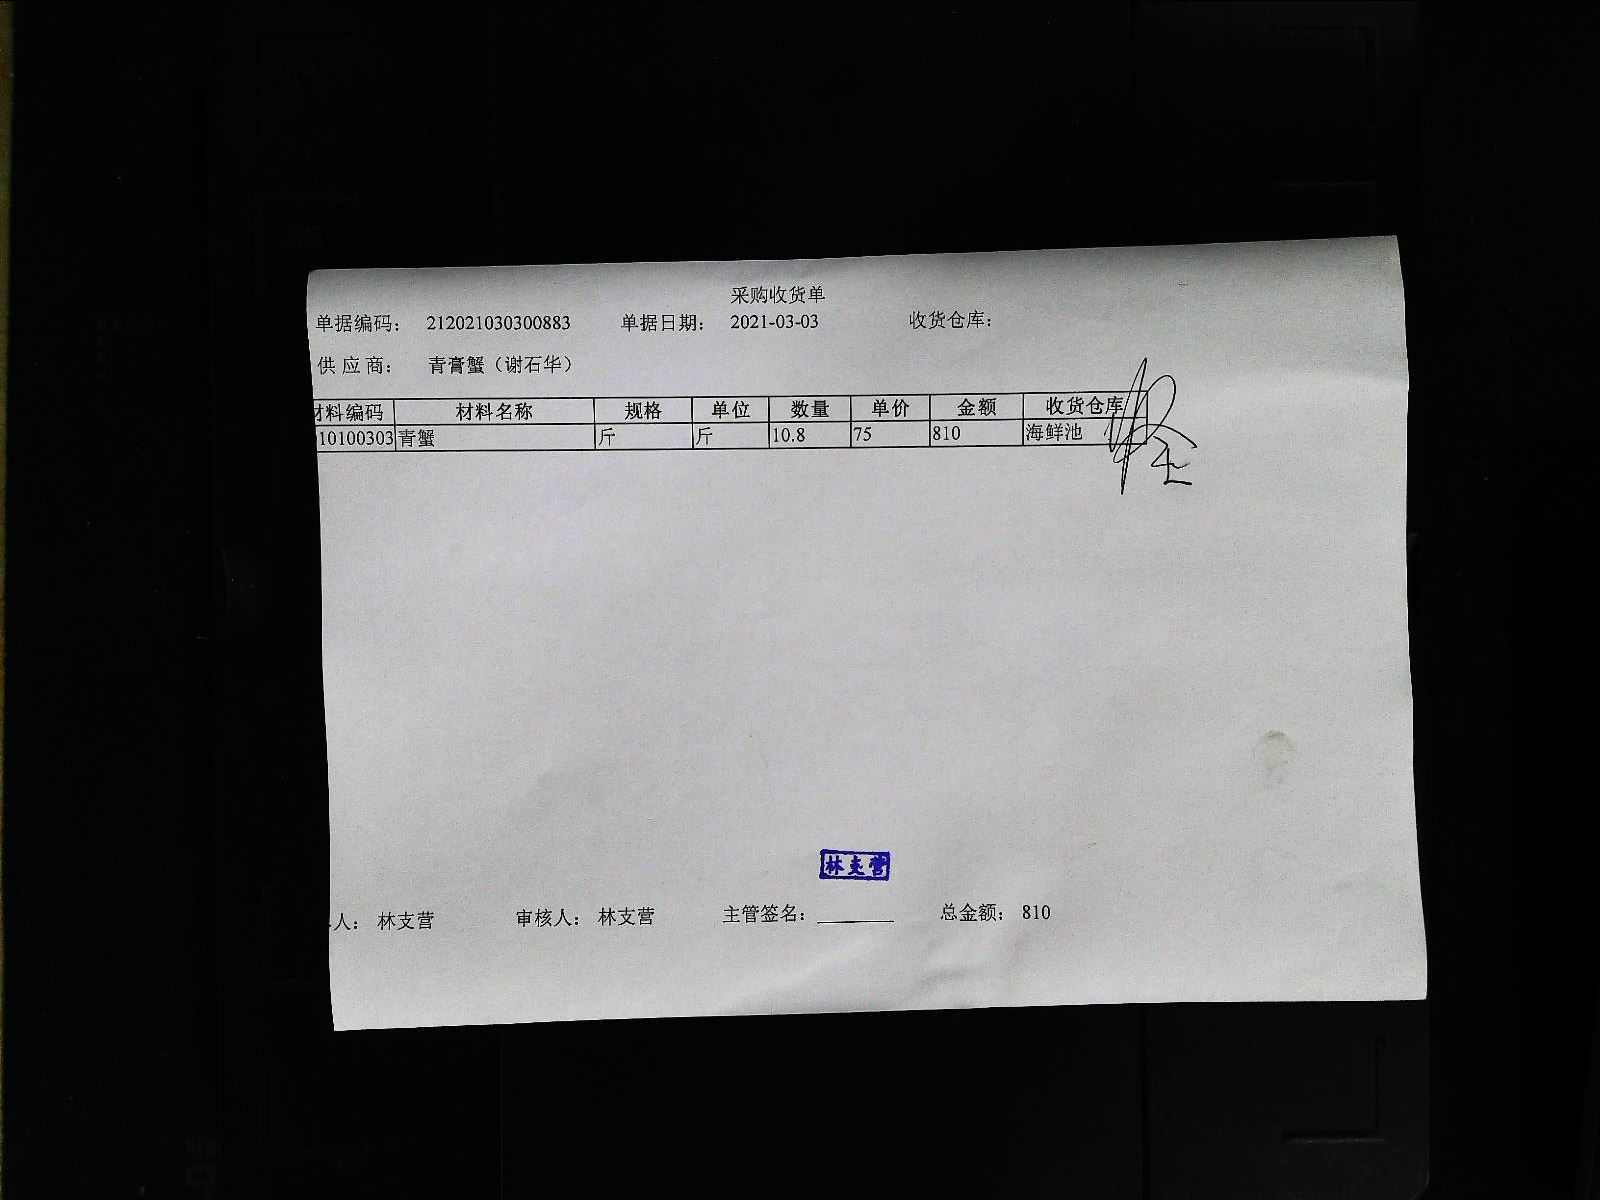 采购收货单
单据编码： 212021030300883 单据日期： 2021-03-03 收货仓库：
供应商： 青膏蟹（谢石华）
材料编码 材料名称 规格 单位 数量 单价 金额 收货仓库
10100303 青蟹 斤 斤 10.8 75 810 海鲜池
林支营
人： 林支营 审核人： 林支营 主管签名： 总金额： 810